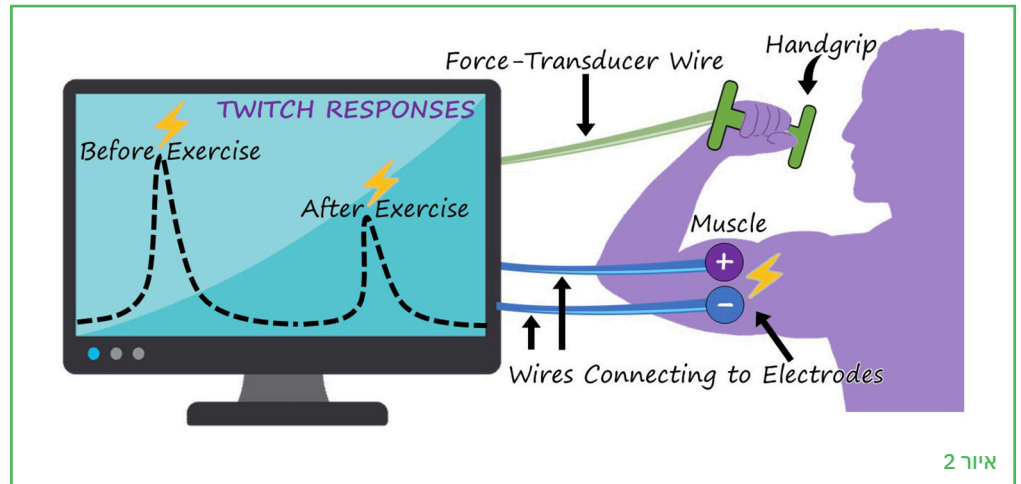 Handgrip
Force-Transducer Wire
TWITCH RESPONSES
Before Exercise
After Exercise
Muscle
+
−
Wires Connecting to Electrodes
איור 2